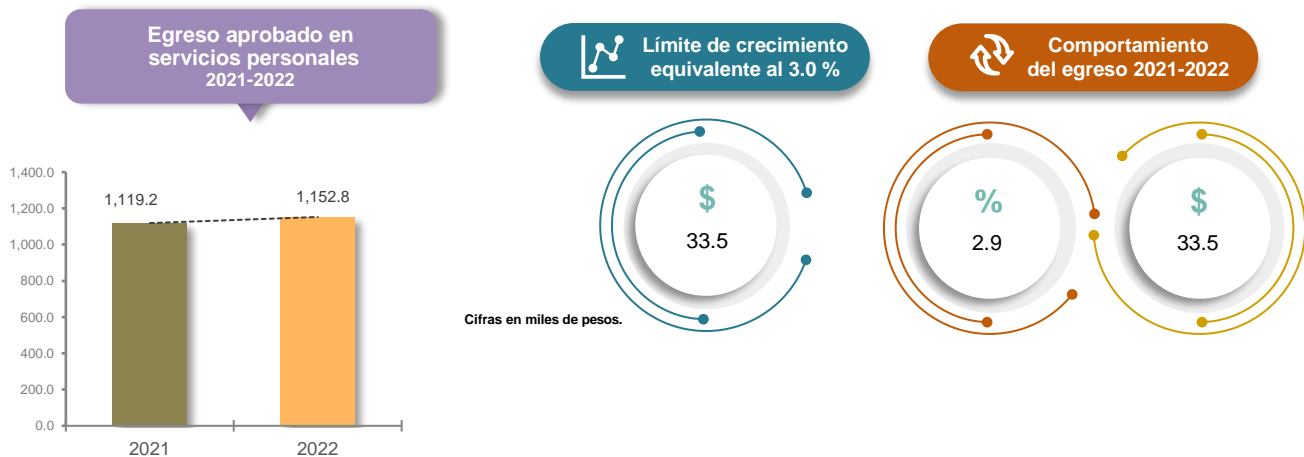 Egreso aprobado en
servicios personales
2021-2022
Límite de crecimiento
equivalente al 3.0 %
Comportamiento
del egreso 2021-2022
1,400.0
1,200.0
1,000.0
800.0
600.0
400.0
200.0
0.0
1,119.2
1,152.8
2021
2022
$
33.5
%
2.9
$
33.5
Cifras en miles de pesos.